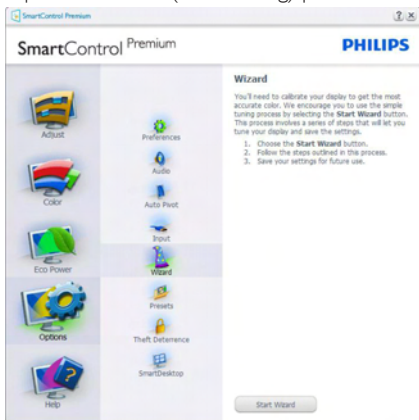 SmartControl Premium
SmartControl Premium
PHILIPS
Adjust
Color
Eco Power
Options
Help
Preferences
Audio
Auto Pivot
Input
Wizard
Presets
Theft Deterrence
SmartDesktop
Wizard
You'll need to calibrate your display to get the most
accurate color. We encourage you to use the simple
tuning process by selecting the Start Wizard button.
This process involves a series of steps that will let you
tune your display and save the settings.
1. Choose the Start Wizard button.
2. Follow the steps outlined in this process.
3. Save your settings for future use.
Start Wizard